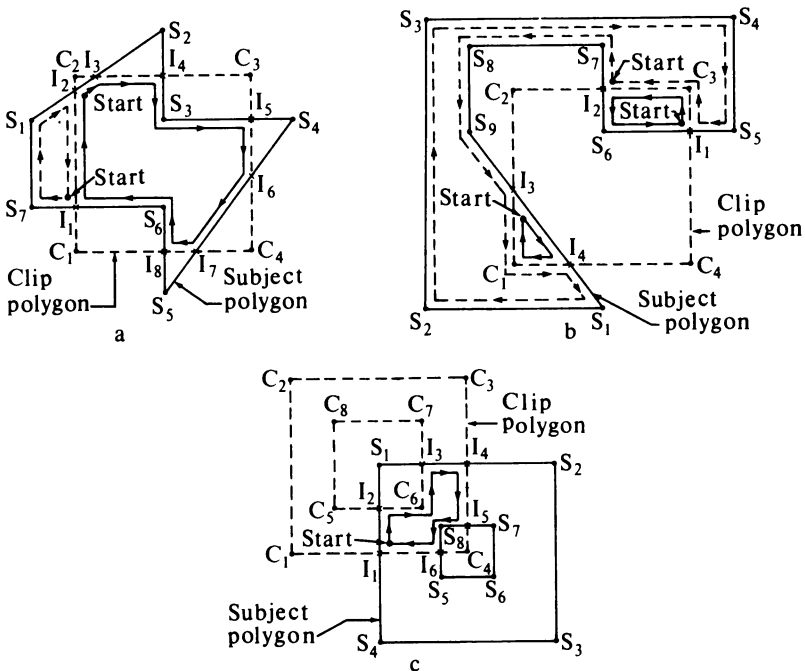 S2
C2 I3 I4 C3
I2
Start
S1 S3 I5 S4
Start
I6
S7 I1 S6
C1 I8 I7 C4
Clip
polygon
Subject
polygon
S5
a
S3 S4
S8 S7 Start
C3
C2 I2 Start
S9 S6 I1 S5
I3
Start
Clip
polygon
C1 I4 C4
Subject
polygon
S2 S1
b
C2 C3
Clip
polygon
C8 C7
S1 I3 I4 S2
I2 C6
C5 I5 S7
Start S8
C1 I1 I6 C4
S5 S6
Subject
polygon
S4 S3
c